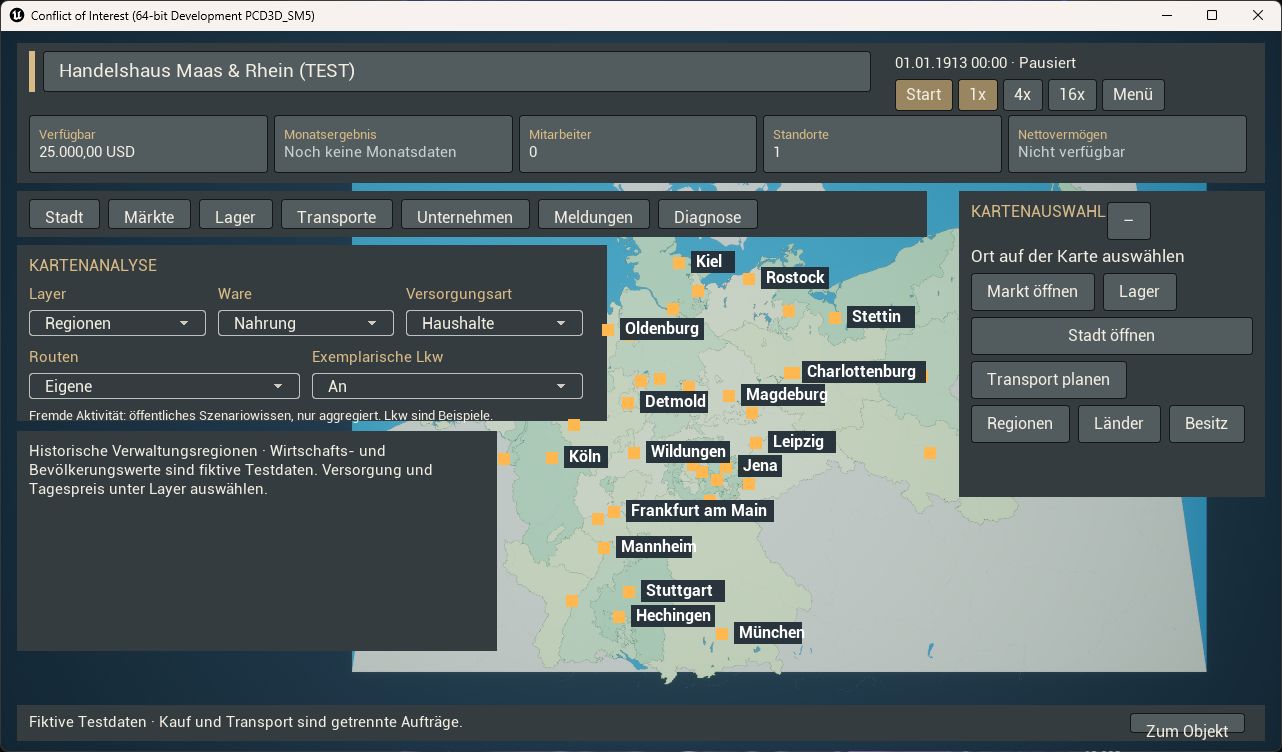 Conflict of Interest (64-bit Development PCD3D_SM5)
Handelshaus Maas & Rhein (TEST)
01.01.1913 00:00 · Pausiert
Start 1x 4x 16x Menü
Verfügbar
25.000,00 USD
Monatsergebnis
Noch keine Monatsdaten
Mitarbeiter
0
Standorte
1
Nettovermögen
Nicht verfügbar
Stadt Märkte Lager Transporte Unternehmen Meldungen Diagnose
KARTENANALYSE
Layer Ware Versorgungsart
Regionen Nahrung Haushalte
Routen Exemplarische Lkw
Eigene An
Fremde Aktivität: öffentliches Szenariowissen, nur aggregiert. Lkw sind Beispiele.
Historische Verwaltungsregionen · Wirtschafts- und
Bevölkerungswerte sind fiktive Testdaten. Versorgung und
Tagespreis unter Layer auswählen.
Kiel
Rostock
Stettin
Oldenburg
Charlottenburg
Magdeburg
Detmold
Leipzig
Wildungen
Köln
Jena
Frankfurt am Main
Mannheim
Stuttgart
Hechingen
München
KARTENAUSWAHL –
Ort auf der Karte auswählen
Markt öffnen Lager
Stadt öffnen
Transport planen
Regionen Länder Besitz
Fiktive Testdaten · Kauf und Transport sind getrennte Aufträge.
Zum Objekt